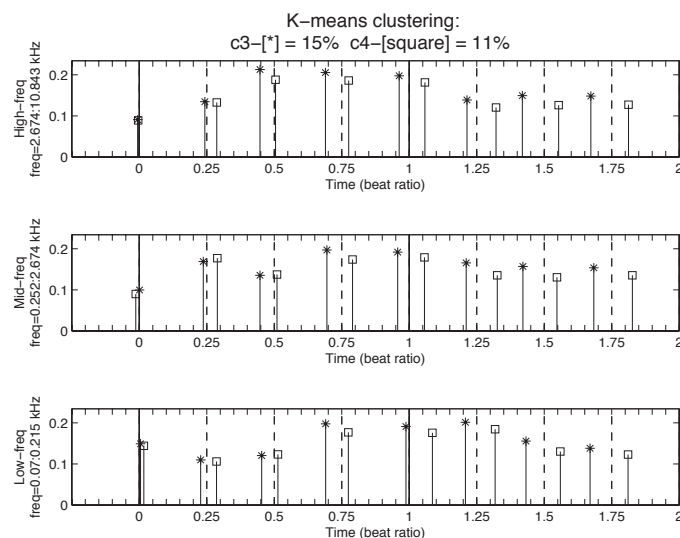 K-means clustering:
c3-[*] = 15% c4-[square] = 11%
High-freq
freq=2.674:10.843 kHz
0.2
0.1
0
0 0.25 0.5 0.75 1 1.25 1.5 1.75 2
Time (beat ratio)
Mid-freq
freq=0.252:2.674 kHz
0.2
0.1
0
0 0.25 0.5 0.75 1 1.25 1.5 1.75 2
Time (beat ratio)
Low-freq
freq=0.07:0.215 kHz
0.2
0.1
0
0 0.25 0.5 0.75 1 1.25 1.5 1.75 2
Time (beat ratio)